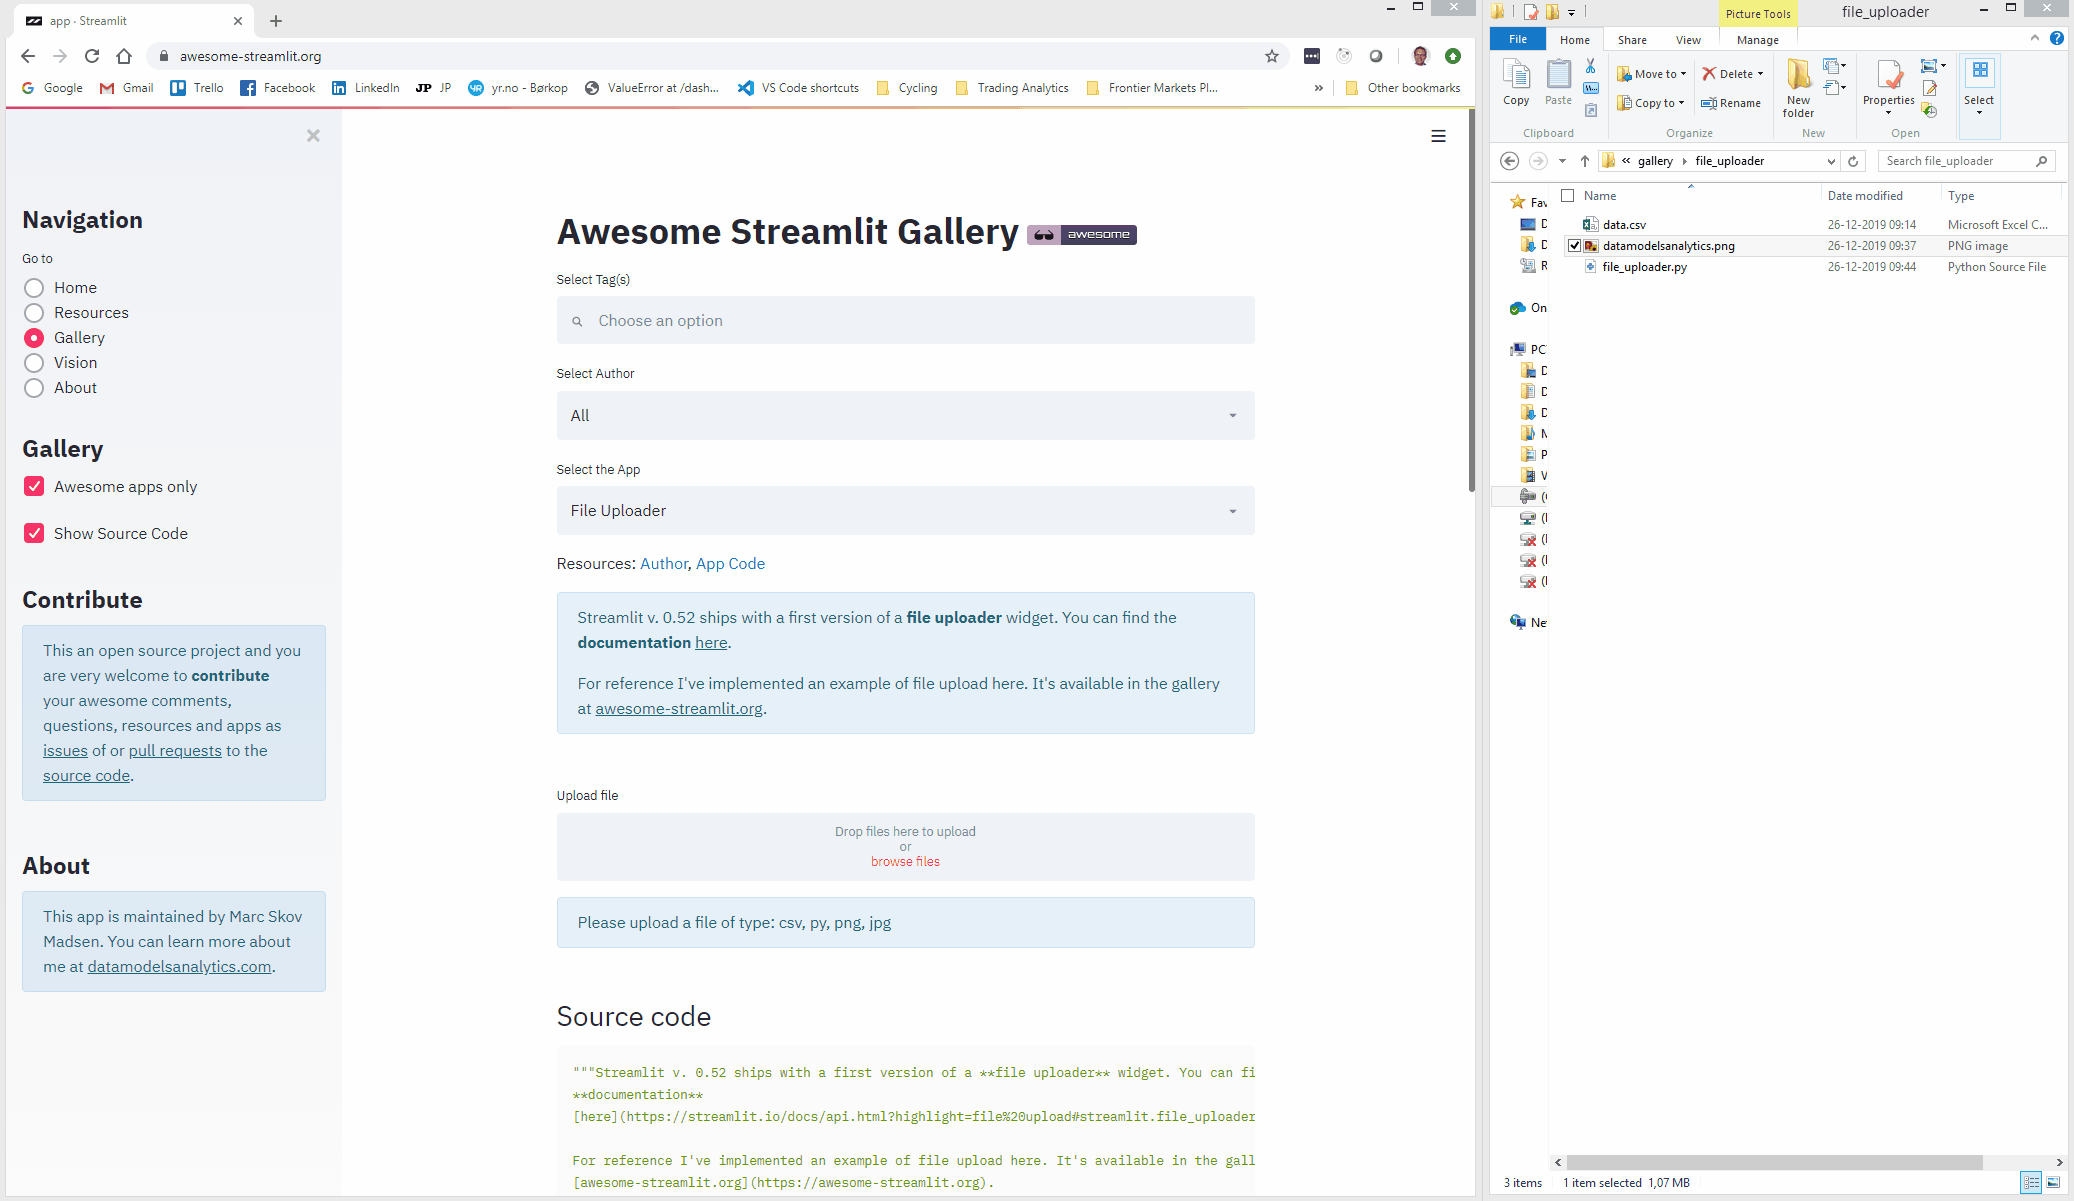 app · Streamlit
awesome-streamlit.org
Google
Gmail
Trello
Facebook
LinkedIn
JP JP
yr.no - Børkop
ValueError at /dash...
VS Code shortcuts
Cycling
Trading Analytics
Frontier Markets Pl...
»
Other bookmarks
Navigation
Go to
Home
Resources
Gallery
Vision
About
Gallery
Awesome apps only
Show Source Code
Contribute
This an open source project and you
are very welcome to contribute
your awesome comments,
questions, resources and apps as
issues of or pull requests to the
source code.
About
This app is maintained by Marc Skov
Madsen. You can learn more about
me at datamodelsanalytics.com.
Awesome Streamlit Gallery awesome
Select Tag(s)
Choose an option
Select Author
All
Select the App
File Uploader
Resources: Author, App Code
Streamlit v. 0.52 ships with a first version of a file uploader widget. You can find the
documentation here.
For reference I've implemented an example of file upload here. It's available in the gallery
at awesome-streamlit.org.
Upload file
Drop files here to upload
or
browse files
Please upload a file of type: csv, py, png, jpg
Source code
"""Streamlit v. 0.52 ships with a first version of a **file uploader** widget. You can fi
**documentation**
[here](https://streamlit.io/docs/api.html?highlight=file%20upload#streamlit.file_uploader
For reference I've implemented an example of file upload here. It's available in the gall
[awesome-streamlit.org](https://awesome-streamlit.org).
Picture Tools
file_uploader
File
Home
Share
View
Manage
Copy
Paste
Move to
Copy to
Delete
Rename
New
folder
Properties
Select
Clipboard
Organize
New
Open
« gallery
file_uploader
Search file_uploader
Name
Date modified
Type
data.csv
26-12-2019 09:14
Microsoft Excel C...
datamodelsanalytics.png
26-12-2019 09:37
PNG image
file_uploader.py
26-12-2019 09:44
Python Source File
Fav
D
D
R
On
PC
D
D
D
M
P
V
Ne
3 items
1 item selected 1,07 MB